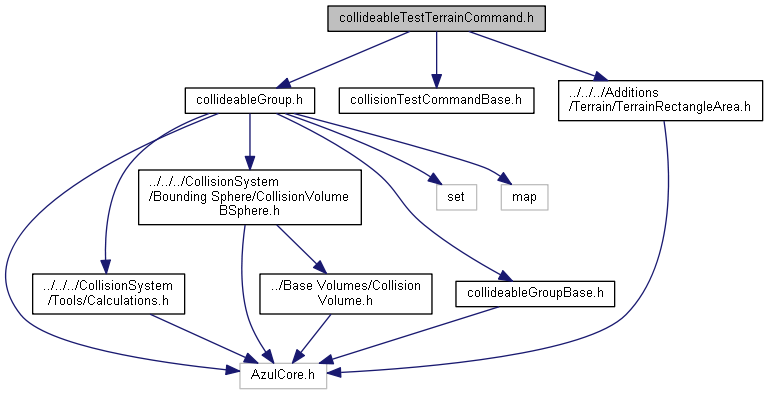 collideableTestTerrainCommand.h
collideableGroup.h
collisionTestCommandBase.h
../../../Additions
/Terrain/TerrainRectangleArea.h
../../../CollisionSystem
/Bounding Sphere/CollisionVolume
BSphere.h
set
map
../../../CollisionSystem
/Tools/Calculations.h
../Base Volumes/Collision
Volume.h
collideableGroupBase.h
AzulCore.h